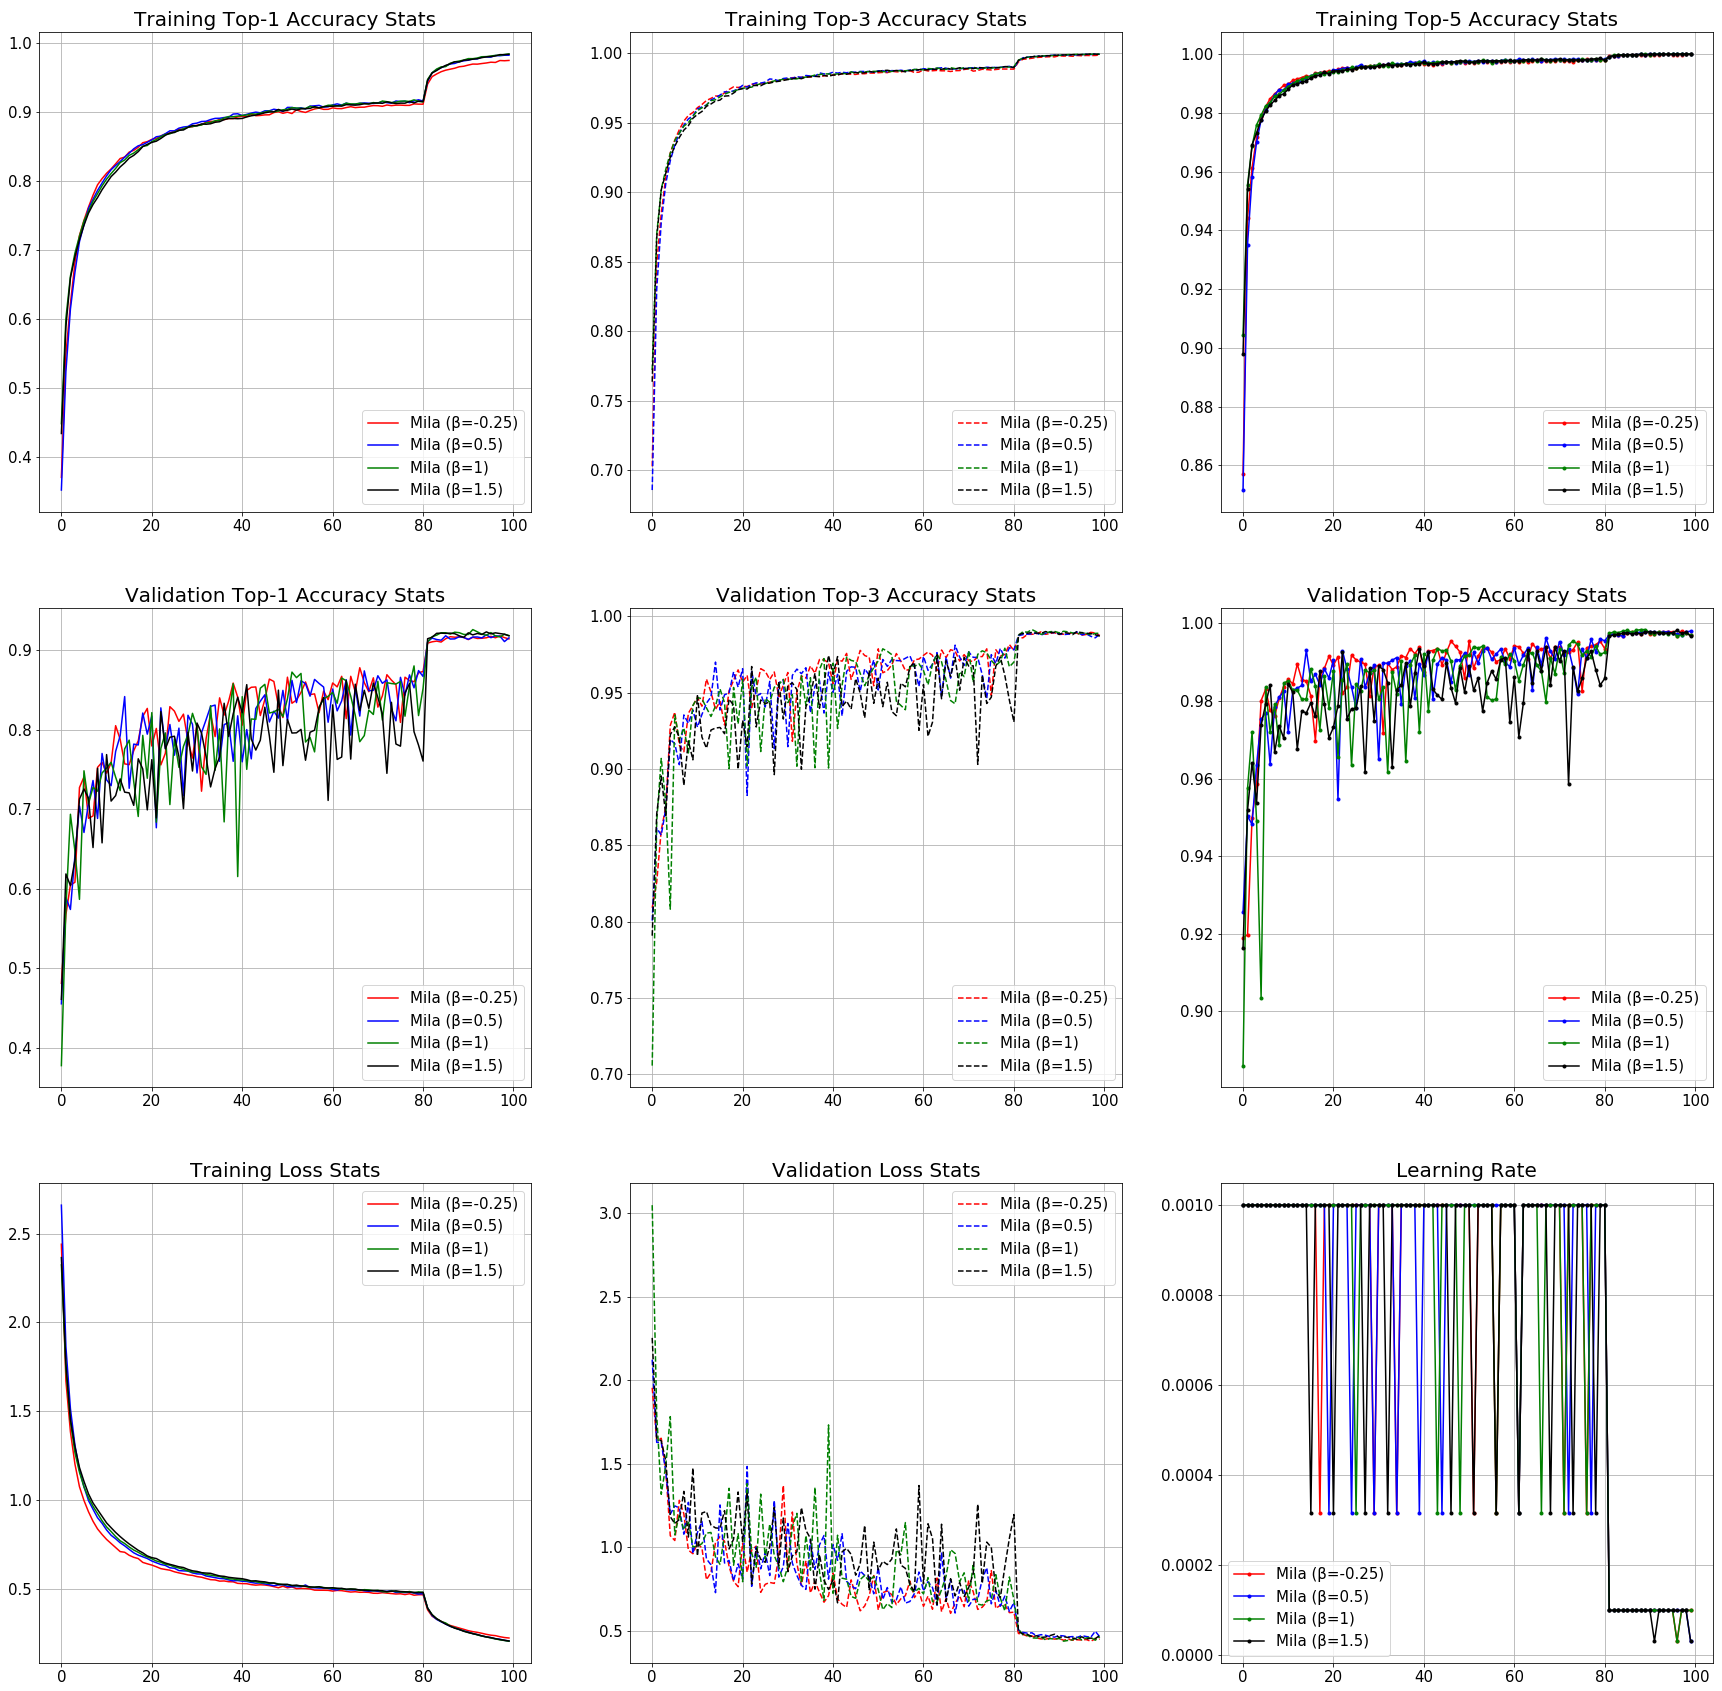 Training Top-1 Accuracy Stats
1.0
0.9
0.8
0.7
0.6
0.5
0.4
0 20 40 60 80 100
Mila (β=-0.25)
Mila (β=0.5)
Mila (β=1)
Mila (β=1.5)
Training Top-3 Accuracy Stats
1.00
0.95
0.90
0.85
0.80
0.75
0.70
0 20 40 60 80 100
Mila (β=-0.25)
Mila (β=0.5)
Mila (β=1)
Mila (β=1.5)
Training Top-5 Accuracy Stats
1.00
0.98
0.96
0.94
0.92
0.90
0.88
0.86
0 20 40 60 80 100
Mila (β=-0.25)
Mila (β=0.5)
Mila (β=1)
Mila (β=1.5)
Validation Top-1 Accuracy Stats
0.9
0.8
0.7
0.6
0.5
0.4
0 20 40 60 80 100
Mila (β=-0.25)
Mila (β=0.5)
Mila (β=1)
Mila (β=1.5)
Validation Top-3 Accuracy Stats
1.00
0.95
0.90
0.85
0.80
0.75
0.70
0 20 40 60 80 100
Mila (β=-0.25)
Mila (β=0.5)
Mila (β=1)
Mila (β=1.5)
Validation Top-5 Accuracy Stats
1.00
0.98
0.96
0.94
0.92
0.90
0 20 40 60 80 100
Mila (β=-0.25)
Mila (β=0.5)
Mila (β=1)
Mila (β=1.5)
Training Loss Stats
2.5
2.0
1.5
1.0
0.5
0 20 40 60 80 100
Mila (β=-0.25)
Mila (β=0.5)
Mila (β=1)
Mila (β=1.5)
Validation Loss Stats
3.0
2.5
2.0
1.5
1.0
0.5
0 20 40 60 80 100
Mila (β=-0.25)
Mila (β=0.5)
Mila (β=1)
Mila (β=1.5)
Learning Rate
0.0010
0.0008
0.0006
0.0004
0.0002
0.0000
0 20 40 60 80 100
Mila (β=-0.25)
Mila (β=0.5)
Mila (β=1)
Mila (β=1.5)